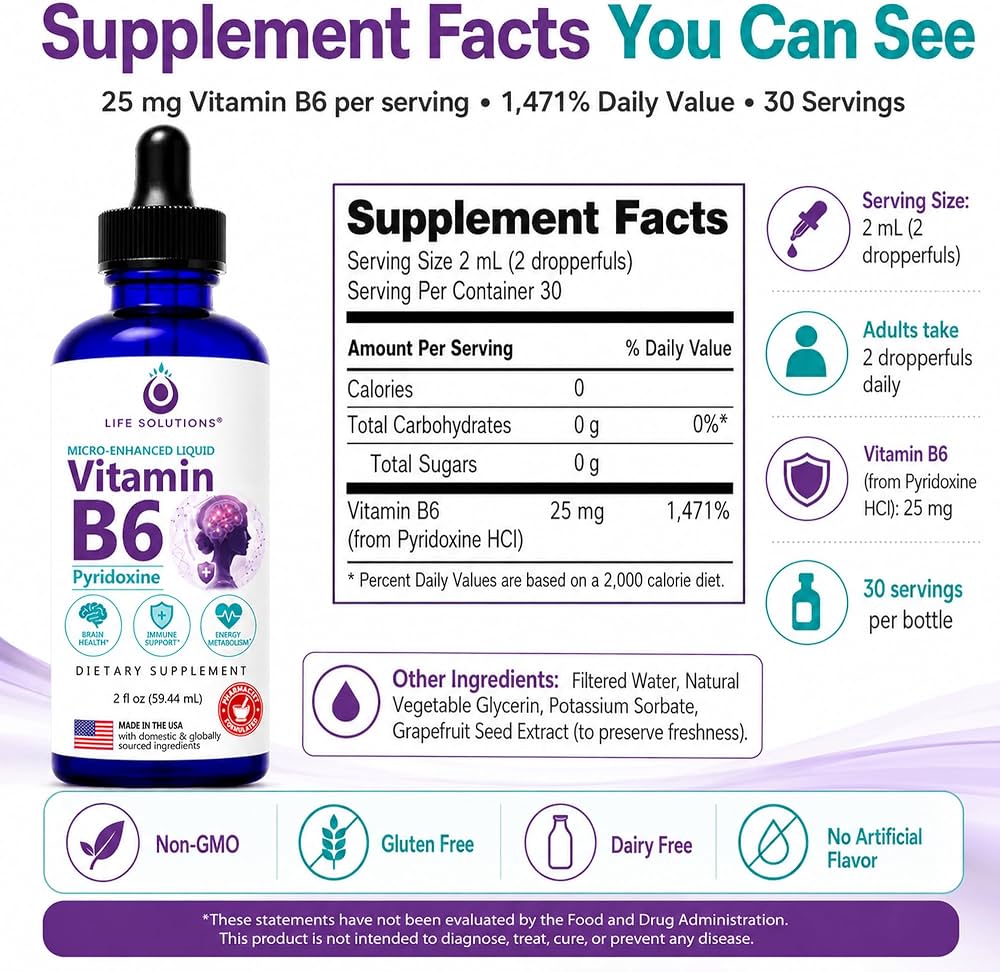 Supplement Facts You Can See
25 mg Vitamin B6 per serving • 1,471% Daily Value • 30 Servings
LIFE SOLUTIONS®
MICRO-ENHANCED LIQUID
Vitamin
B6
Pyridoxine
BRAIN
HEALTH*
IMMUNE
SUPPORT*
ENERGY
METABOLISM*
DIETARY SUPPLEMENT
2 fl oz (59.44 mL)
MADE IN THE USA
with domestic & globally
sourced ingredients
PHARMACIST
FORMULATED
Supplement Facts
Serving Size 2 mL (2 dropperfuls)
Serving Per Container 30
Amount Per Serving % Daily Value
Calories 0
Total Carbohydrates 0 g 0%*
Total Sugars 0 g
Vitamin B6 25 mg 1,471%
(from Pyridoxine HCl)
* Percent Daily Values are based on a 2,000 calorie diet.
Serving Size:
2 mL (2
dropperfuls)
Adults take
2 dropperfuls
daily
Vitamin B6
(from Pyridoxine
HCl): 25 mg
30 servings
per bottle
Other Ingredients: Filtered Water, Natural
Vegetable Glycerin, Potassium Sorbate,
Grapefruit Seed Extract (to preserve freshness).
Non-GMO
Gluten Free
Dairy Free
No Artificial
Flavor
*These statements have not been evaluated by the Food and Drug Administration.
This product is not intended to diagnose, treat, cure, or prevent any disease.